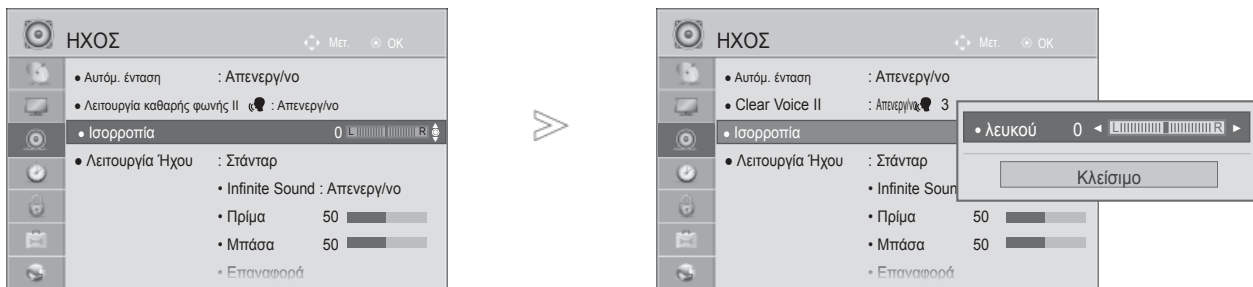 ΗΧΟΣ
Μετ. OK
• Αυτόμ. ένταση : Απενεργ/νο
• Λειτουργία καθαρής φωνής II : Απενεργ/νο
• Ισορροπία 0 L R
• Λειτουργία Ήχου : Στάνταρ
• Infinite Sound : Απενεργ/νο
• Πρίμα 50
• Μπάσα 50
• Επαναφορά
ΗΧΟΣ
Μετ. OK
• Αυτόμ. ένταση : Απενεργ/νο
• Clear Voice II : Απενεργ/νο 3
• Ισορροπία
• Λειτουργία Ήχου : Στάνταρ
• Infinite Soun
• Πρίμα 50
• Μπάσα 50
• Επαναφορά
• λευκού 0 ◄ L R ►
Κλείσιμο